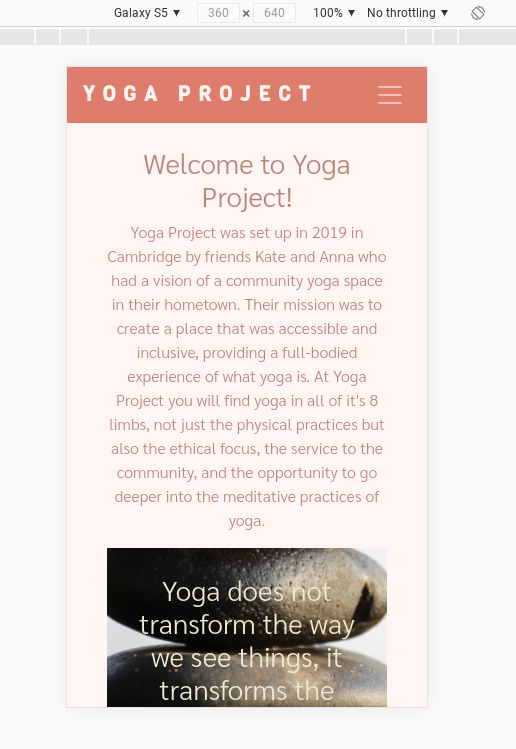 Galaxy S5 ▼ 360 × 640 100% ▼ No throttling ▼
YOGA PROJECT
Welcome to Yoga
Project!
Yoga Project was set up in 2019 in
Cambridge by friends Kate and Anna who
had a vision of a community yoga space
in their hometown. Their mission was to
create a place that was accessible and
inclusive, providing a full-bodied
experience of what yoga is. At Yoga
Project you will find yoga in all of it's 8
limbs, not just the physical practices but
also the ethical focus, the service to the
community, and the opportunity to go
deeper into the meditative practices of
yoga.
Yoga does not
transform the way
we see things, it
transforms the